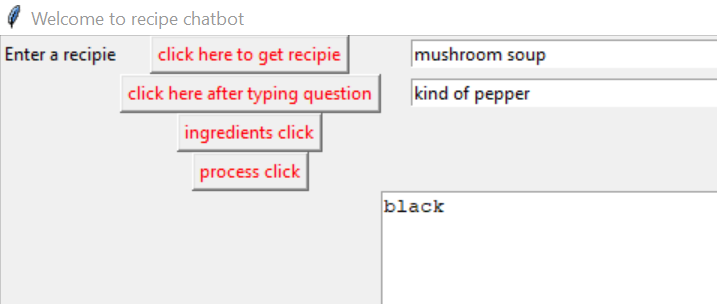 Welcome to recipe chatbot
Enter a recipie click here to get recipie mushroom soup
click here after typing question kind of pepper
ingredients click
process click
black